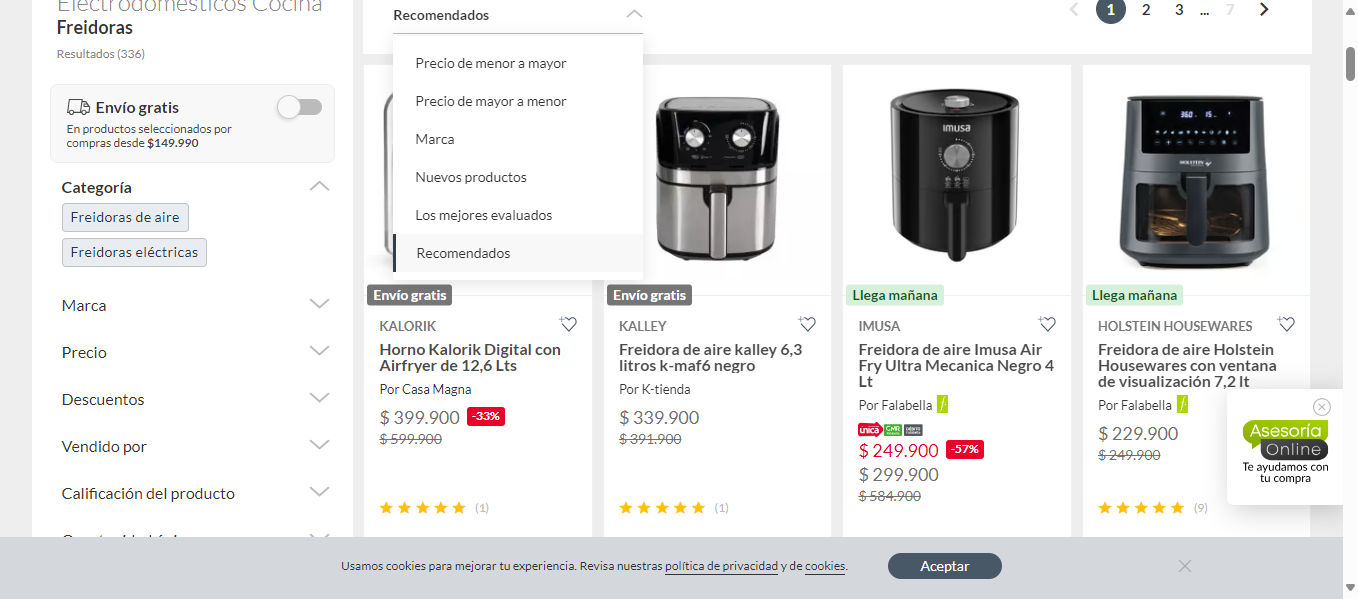 Electrodomésticos Cocina
Freidoras
Resultados (336)
Envío gratis
En productos seleccionados por
compras desde $149.990
Categoría
Freidoras de aire
Freidoras eléctricas
Marca
Precio
Descuentos
Vendido por
Calificación del producto
Recomendados
Precio de menor a mayor
Precio de mayor a menor
Marca
Nuevos productos
Los mejores evaluados
Recomendados
1 2 3 ... 7
Envío gratis
KALORIK
Horno Kalorik Digital con
Airfryer de 12,6 Lts
Por Casa Magna
$ 399.900 -33%
$ 599.900
(1)
Envío gratis
KALLEY
Freidora de aire kalley 6,3
litros k-maf6 negro
Por K-tienda
$ 339.900
$ 391.900
(1)
IMUSA
Llega mañana
IMUSA
Freidora de aire Imusa Air
Fry Ultra Mecanica Negro 4
Lt
Por Falabella f
única CMR
$ 249.900 -57%
$ 299.900
$ 584.900
360 15
HOLSTEIN
Llega mañana
HOLSTEIN HOUSEWARES
Freidora de aire Holstein
Housewares con ventana
de visualización 7,2 lt
Por Falabella f
$ 229.900
$ 249.900
(9)
Asesoría
Online
Te ayudamos con
tu compra
Usamos cookies para mejorar tu experiencia. Revisa nuestras política de privacidad y de cookies.
Aceptar